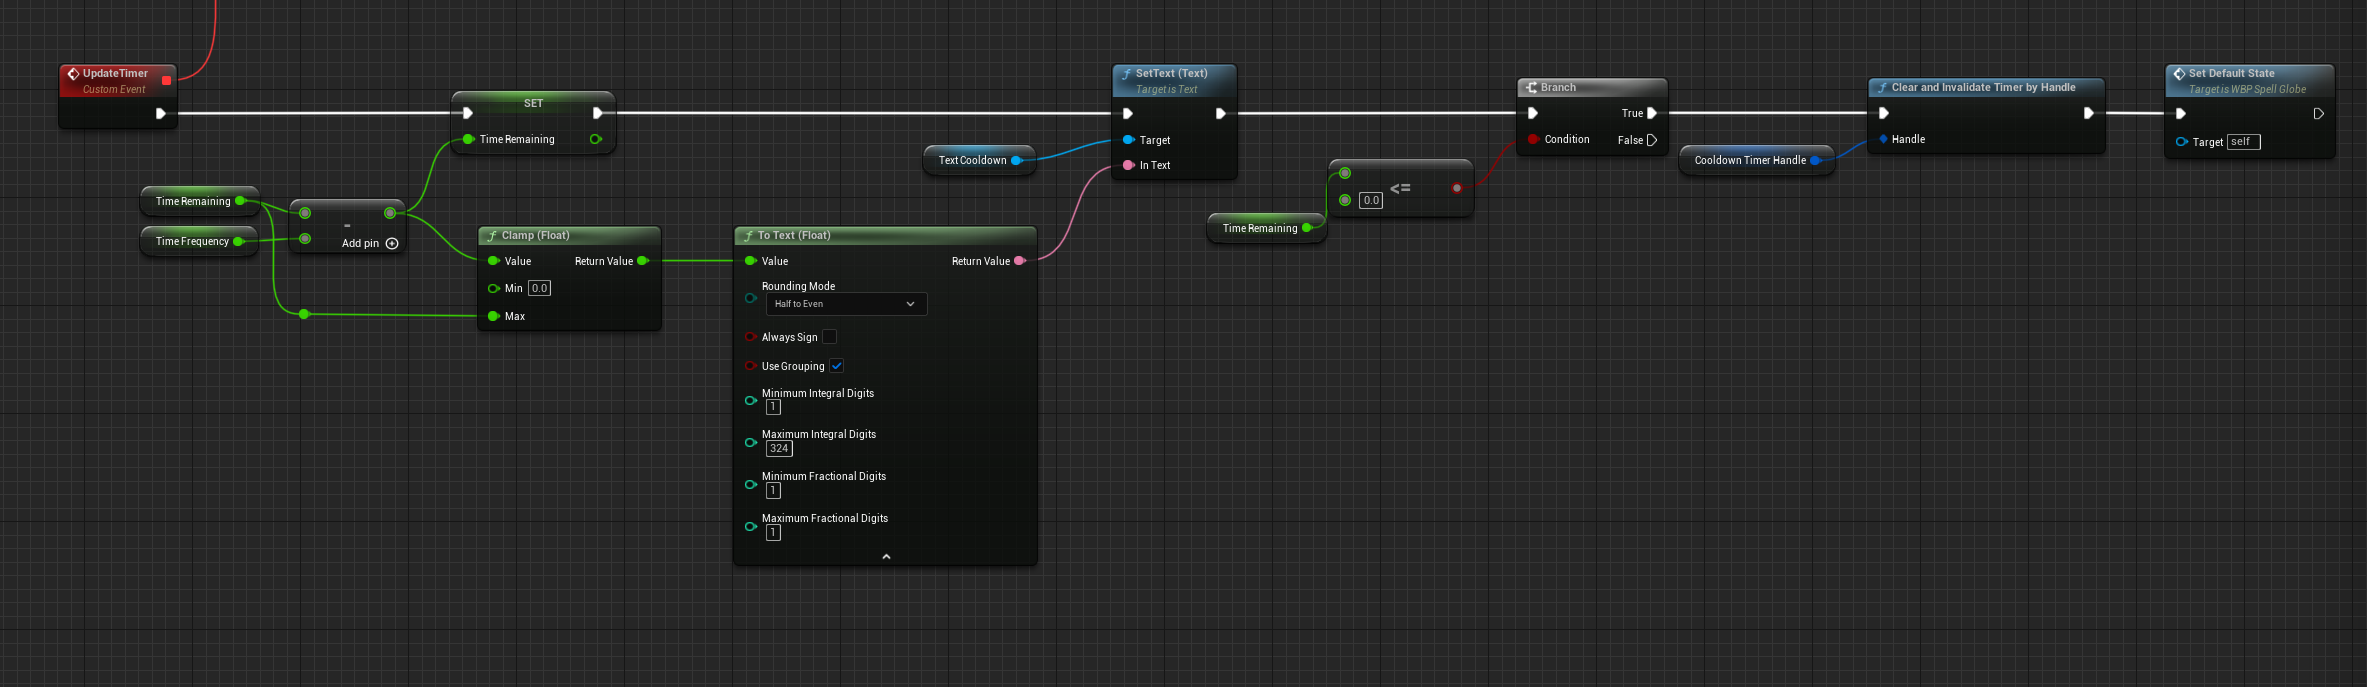 UpdateTimer
Custom Event
SET
Time Remaining
Time Remaining
Time Frequency
-
Add pin
Clamp (Float)
Value
Return Value
Min 0.0
Max
To Text (Float)
Value
Return Value
Rounding Mode
Half to Even
Always Sign
Use Grouping
Minimum Integral Digits
1
Maximum Integral Digits
324
Minimum Fractional Digits
1
Maximum Fractional Digits
1
Text Cooldown
SetText (Text)
Target is Text
Target
In Text
Time Remaining
0.0
<=
Branch
True
Condition
False
Cooldown Timer Handle
Clear and Invalidate Timer by Handle
Handle
Set Default State
Target is WBP Spell Globe
Target self